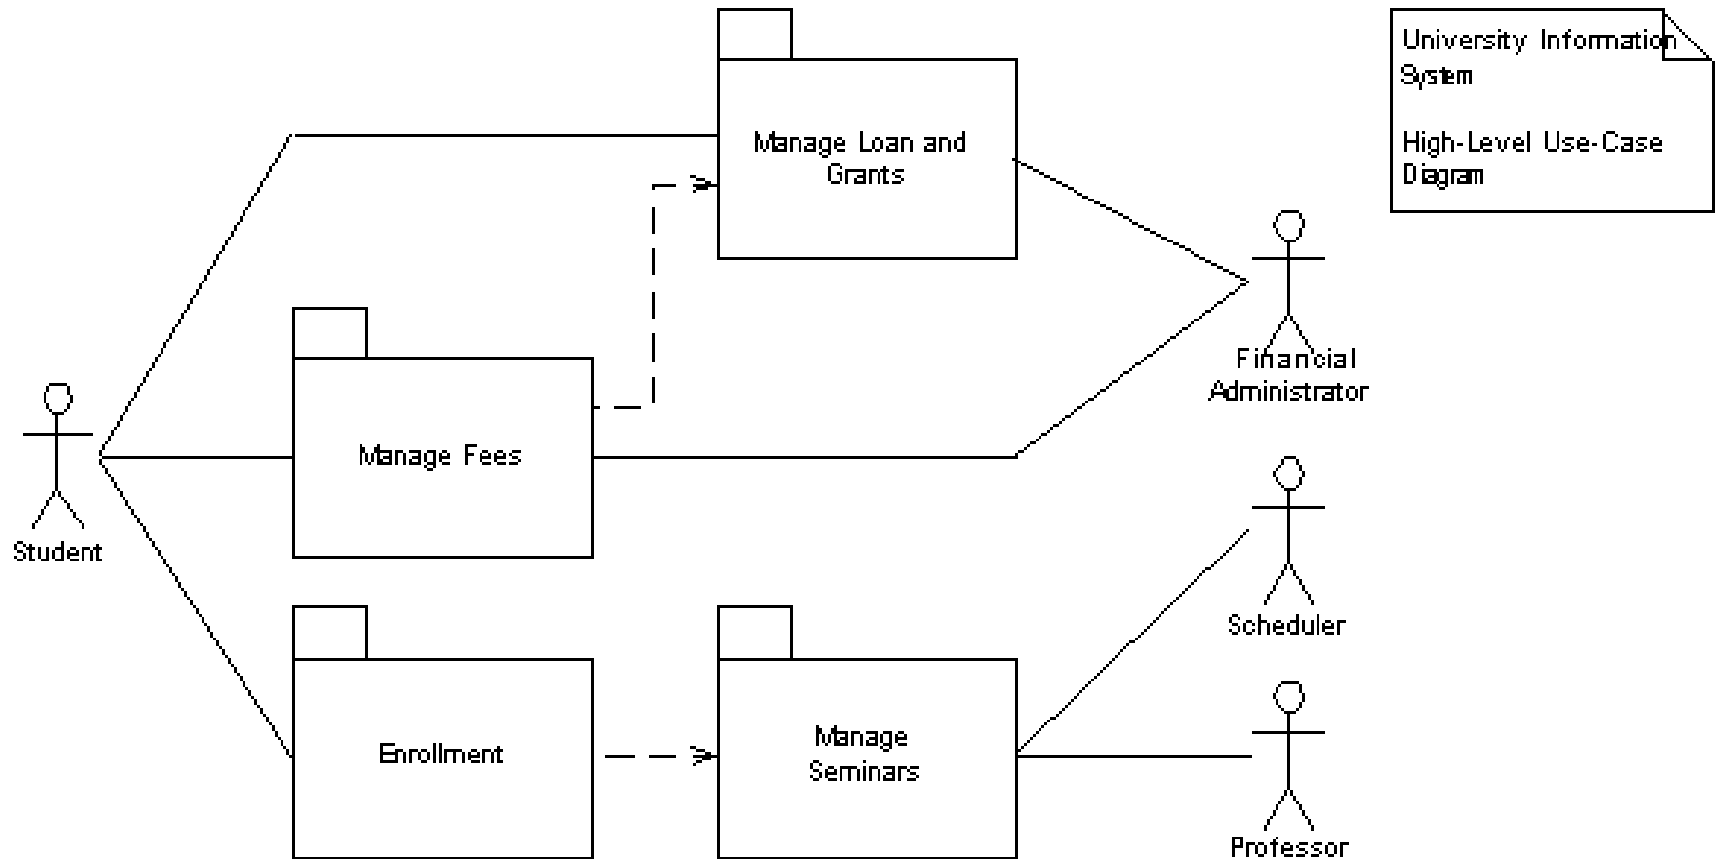 University Information
System
High-Level Use-Case
Diagram
Manage Loan and
Grants
Financial
Administrator
Manage Fees
Student
Scheduler
Enrollment
Manage
Seminars
Professor